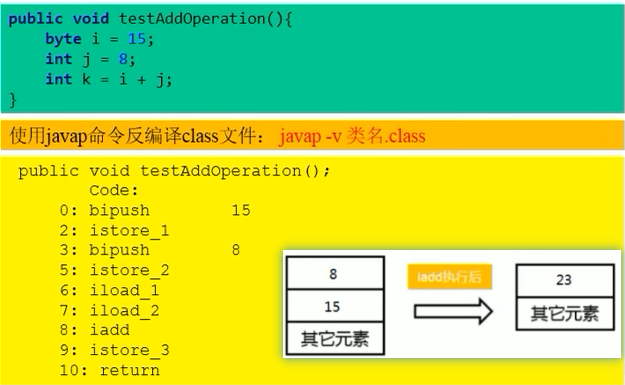 public void testAddOperation(){
    byte i = 15;
    int j = 8;
    int k = i + j;
}
使用javap命令反编译class文件： javap -v 类名.class
public void testAddOperation();
Code:
0: bipush 15
2: istore_1
3: bipush 8
5: istore_2
6: iload_1
7: iload_2
8: iadd
9: istore_3
10: return
8
15
其它元素
iadd执行后
23
其它元素